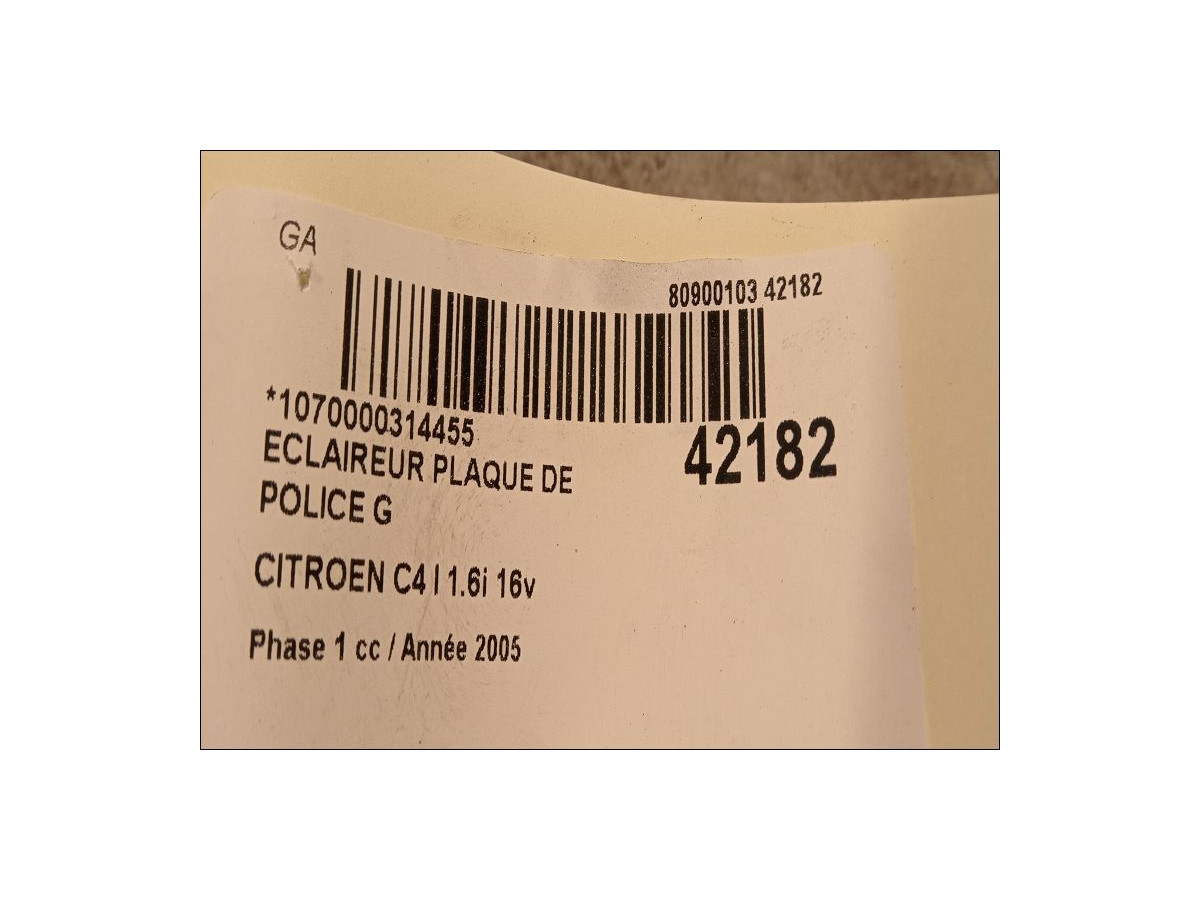 GA
80900103 42182
*1070000314455
42182
ECLAIREUR PLAQUE DE
POLICE G
CITROEN C4 I 1.6i 16v
Phase 1 cc / Année 2005